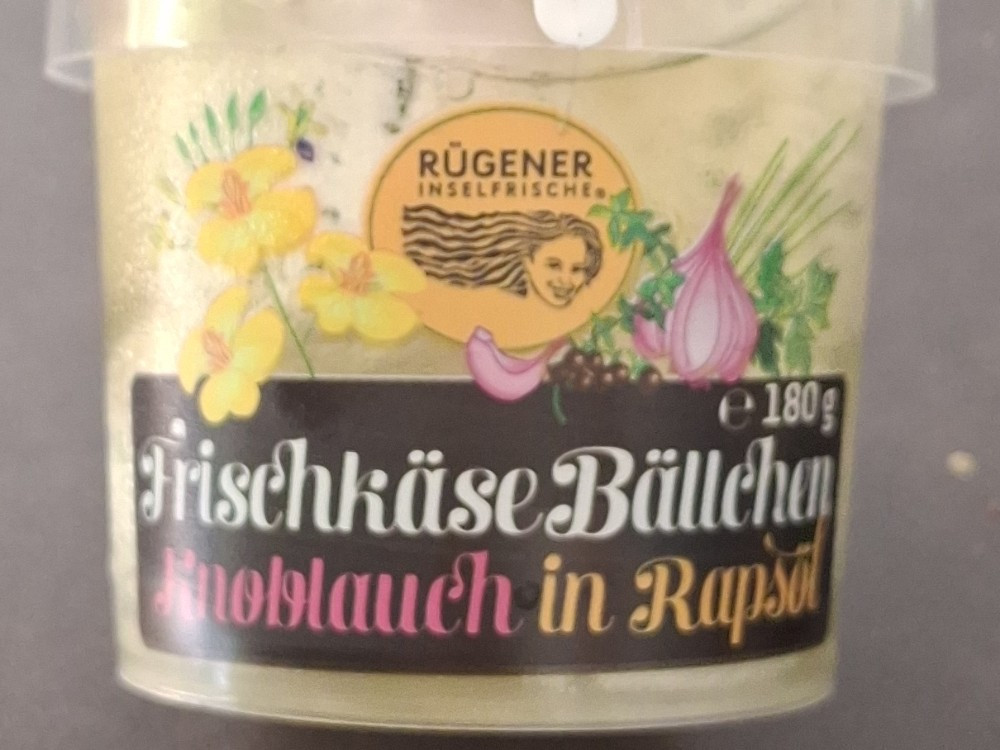 RÜGENER
INSELFRISCHE®
℮ 180 g
Frischkäse Bällchen
Knoblauch in Rapsöl